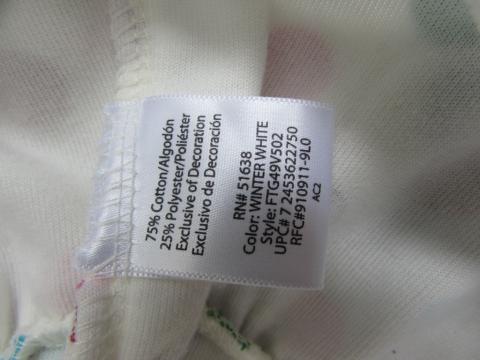 75% Cotton/Algodón
25% Polyester/Poliéster
Exclusive of Decoration
Exclusivo de Decoración
RN# 51638
Color: WINTER WHITE
Style: FTG49V502
UPC# 7 2453622750
RFC#910911-9L0
AC2